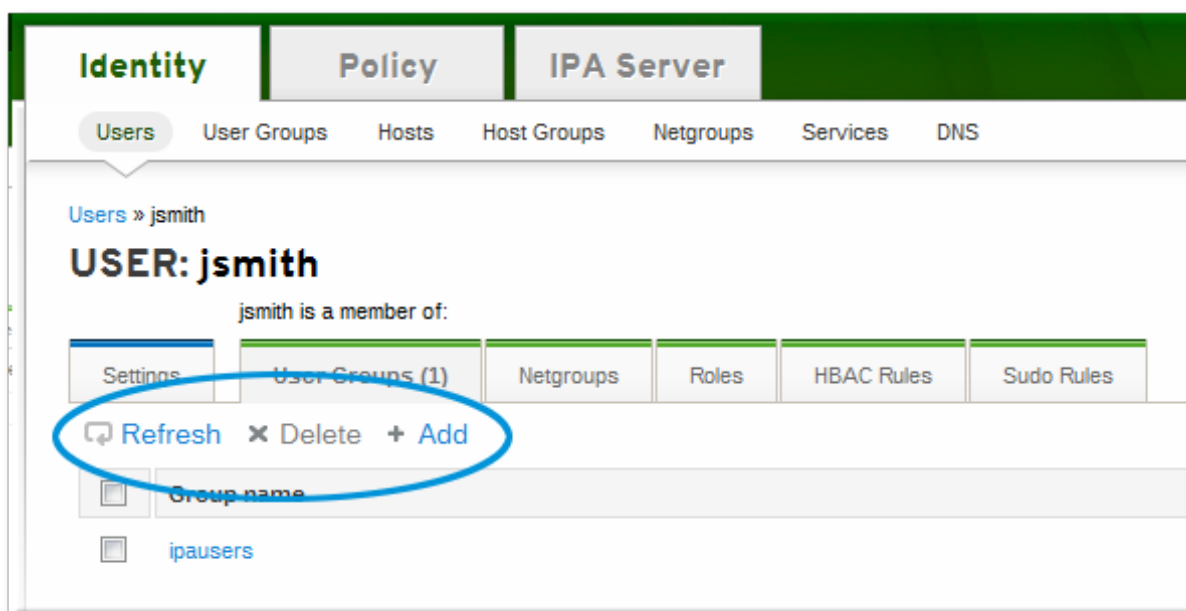 Identity Policy IPA Server
Users User Groups Hosts Host Groups Netgroups Services DNS
Users » jsmith
USER: jsmith
jsmith is a member of:
Settings User Groups (1) Netgroups Roles HBAC Rules Sudo Rules
Refresh Delete Add
Group name
ipausers